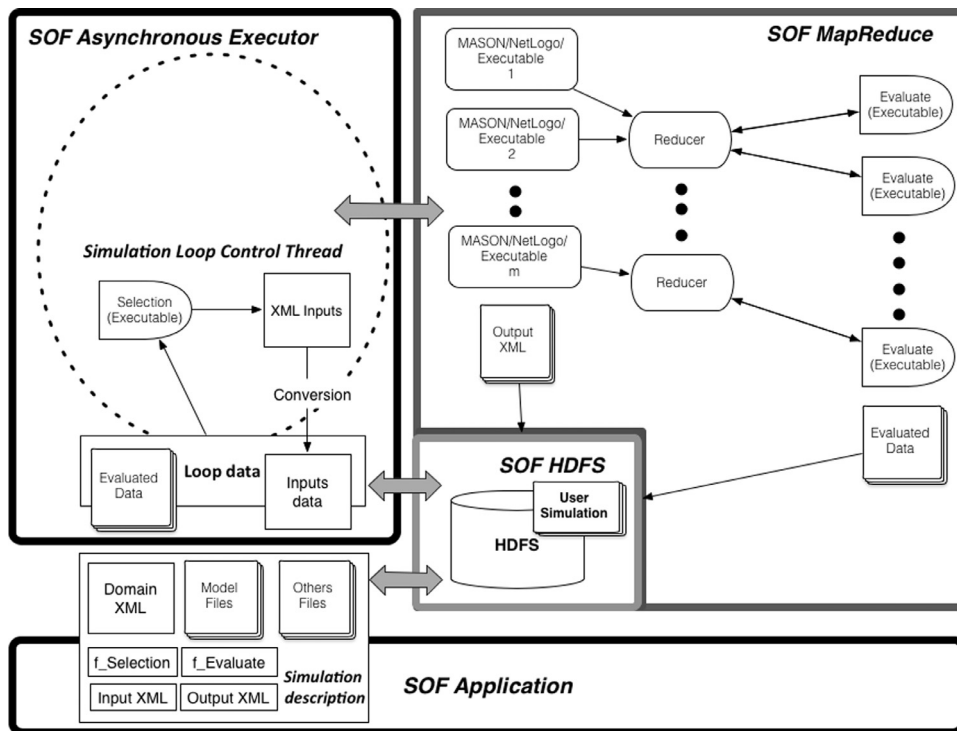 SOF Asynchronous Executor
Simulation Loop Control Thread
Selection
(Executable)
XML Inputs
Conversion
Loop data
Evaluated
Data
Inputs
data
SOF MapReduce
MASON/NetLogo/
Executable
1
MASON/NetLogo/
Executable
2
MASON/NetLogo/
Executable
m
Reducer
Reducer
Evaluate
(Executable)
Evaluate
(Executable)
Evaluate
(Executable)
Output
XML
Evaluated
Data
SOF HDFS
User
Simulation
HDFS
Domain
XML
Model
Files
Others
Files
f_Selection
f_Evaluate
Input XML
Output XML
Simulation
description
SOF Application